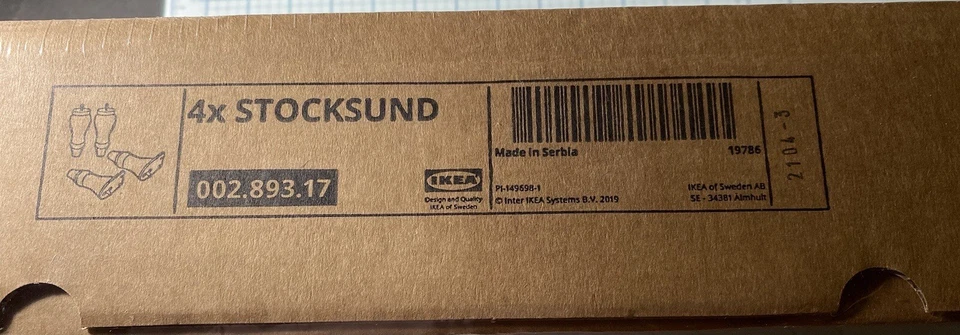 4x STOCKSUND
002.893.17
IKEA
Design and Quality
IKEA of Sweden
Made in Serbia
19786
PI-149698-1
© Inter IKEA Systems B.V. 2019
IKEA of Sweden AB
SE - 34381 Älmhult
2104-3